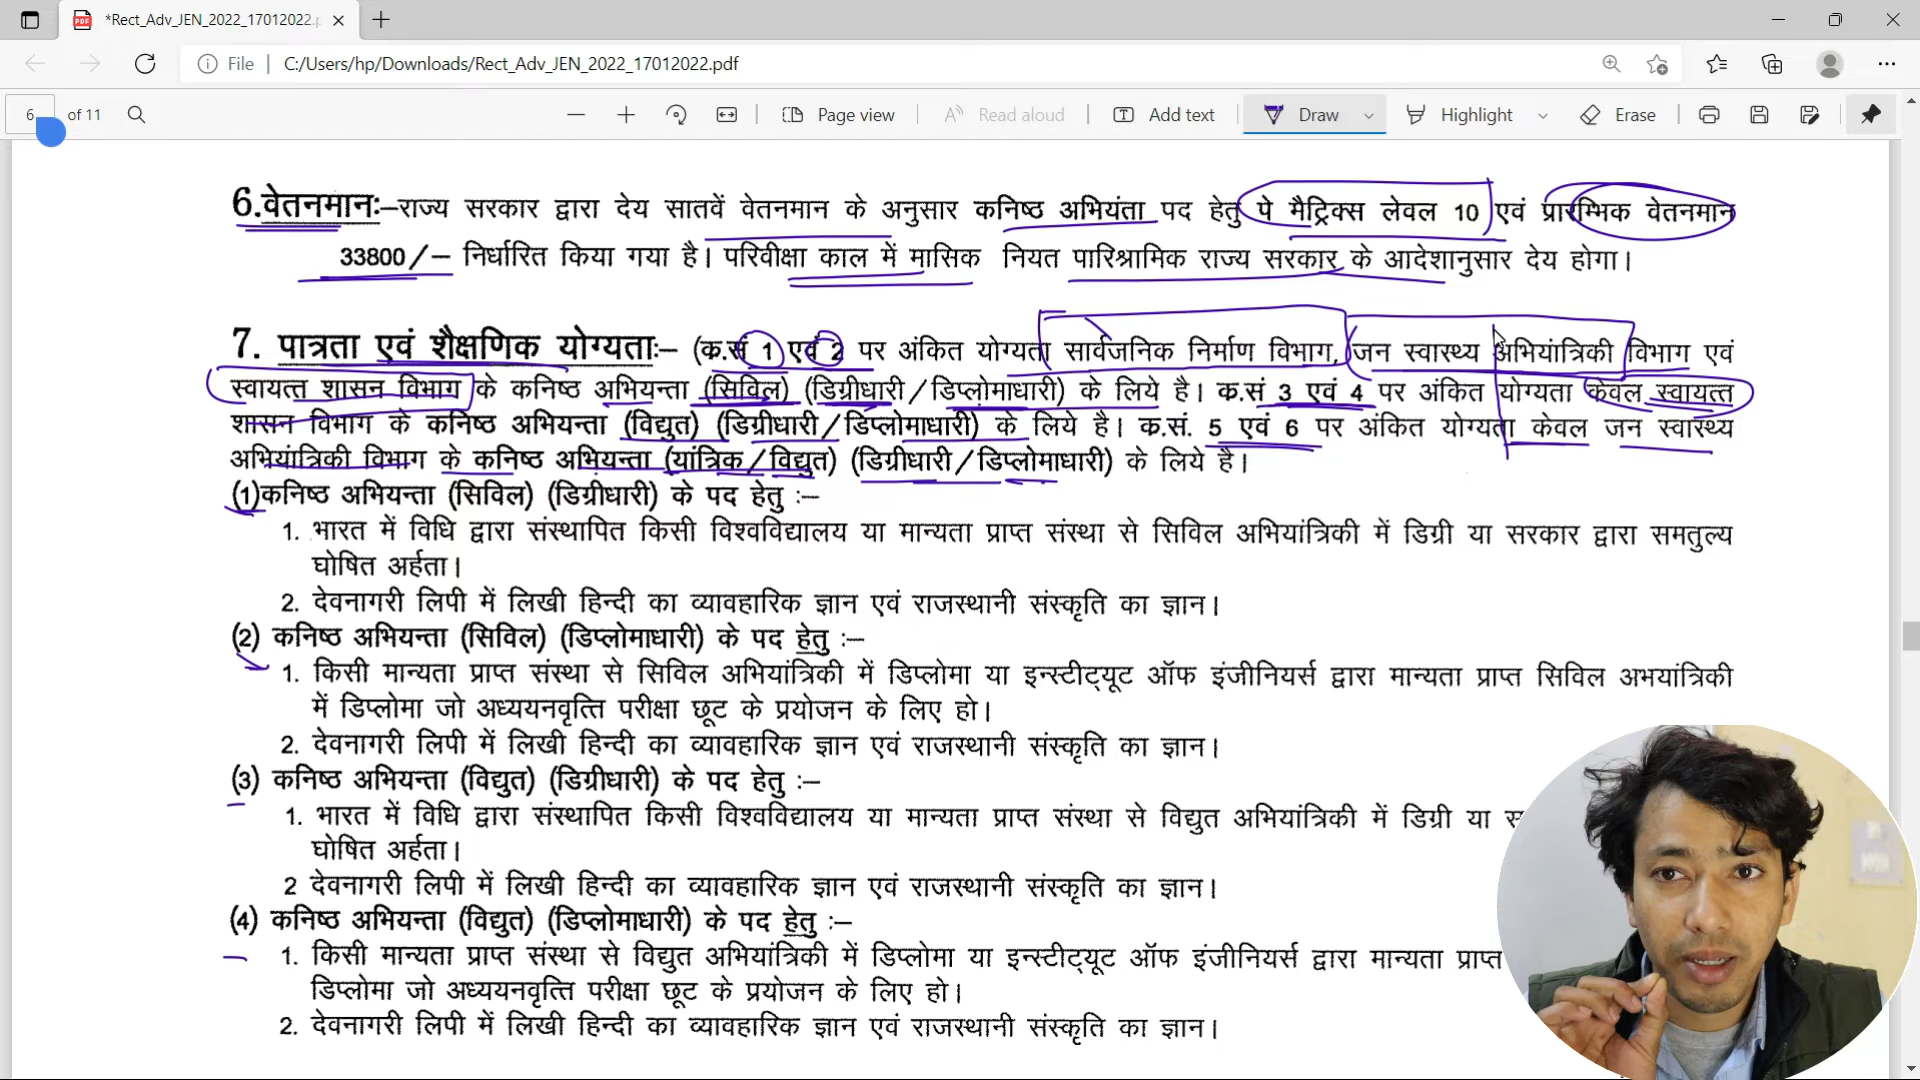 *Rect_Adv_JEN_2022_17012022.p
File | C:/Users/hp/Downloads/Rect_Adv_JEN_2022_17012022.pdf
6 of 11 Page view Read aloud Add text Draw Highlight Erase
6.वेतनमानः–राज्य सरकार द्वारा देय सातवें वेतनमान के अनुसार कनिष्ठ अभियंता पद हेतु पे मैट्रिक्स लेवल 10 एवं प्रारम्भिक वेतनमान
33800/– निर्धारित किया गया है। परिवीक्षा काल में मासिक नियत पारिश्रामिक राज्य सरकार के आदेशानुसार देय होगा।
7. पात्रता एवं शैक्षणिक योग्यताः– (क.सं 1 एवं 2 पर अंकित योग्यता सार्वजनिक निर्माण विभाग, जन स्वास्थ्य अभियांत्रिकी विभाग एवं
स्वायत्त शासन विभाग के कनिष्ठ अभियन्ता (सिविल) (डिग्रीधारी/डिप्लोमाधारी) के लिये है। क.सं 3 एवं 4 पर अंकित योग्यता केवल स्वायत्त
शासन विभाग के कनिष्ठ अभियन्ता (विद्युत) (डिग्रीधारी/डिप्लोमाधारी) के लिये है। क.सं. 5 एवं 6 पर अंकित योग्यता केवल जन स्वास्थ्य
अभियांत्रिकी विभाग के कनिष्ठ अभियन्ता (यांत्रिक/विद्युत) (डिग्रीधारी/डिप्लोमाधारी) के लिये है।
(1)कनिष्ठ अभियन्ता (सिविल) (डिग्रीधारी) के पद हेतु :–
1. भारत में विधि द्वारा संस्थापित किसी विश्वविद्यालय या मान्यता प्राप्त संस्था से सिविल अभियांत्रिकी में डिग्री या सरकार द्वारा समतुल्य
घोषित अर्हता।
2. देवनागरी लिपी में लिखी हिन्दी का व्यावहारिक ज्ञान एवं राजस्थानी संस्कृति का ज्ञान।
(2) कनिष्ठ अभियन्ता (सिविल) (डिप्लोमाधारी) के पद हेतु :–
1. किसी मान्यता प्राप्त संस्था से सिविल अभियांत्रिकी में डिप्लोमा या इन्स्टीट्यूट ऑफ इंजीनियर्स द्वारा मान्यता प्राप्त सिविल अभयांत्रिकी
में डिप्लोमा जो अध्ययनवृत्ति परीक्षा छूट के प्रयोजन के लिए हो।
2. देवनागरी लिपी में लिखी हिन्दी का व्यावहारिक ज्ञान एवं राजस्थानी संस्कृति का ज्ञान।
(3) कनिष्ठ अभियन्ता (विद्युत) (डिग्रीधारी) के पद हेतु :–
1. भारत में विधि द्वारा संस्थापित किसी विश्वविद्यालय या मान्यता प्राप्त संस्था से विद्युत अभियांत्रिकी में डिग्री या
घोषित अर्हता।
2 देवनागरी लिपी में लिखी हिन्दी का व्यावहारिक ज्ञान एवं राजस्थानी संस्कृति का ज्ञान।
(4) कनिष्ठ अभियन्ता (विद्युत) (डिप्लोमाधारी) के पद हेतु :–
1. किसी मान्यता प्राप्त संस्था से विद्युत अभियांत्रिकी में डिप्लोमा या इन्स्टीट्यूट ऑफ इंजीनियर्स द्वारा मान्यता प्राप्त
डिप्लोमा जो अध्ययनवृत्ति परीक्षा छूट के प्रयोजन के लिए हो।
2. देवनागरी लिपी में लिखी हिन्दी का व्यावहारिक ज्ञान एवं राजस्थानी संस्कृति का ज्ञान।